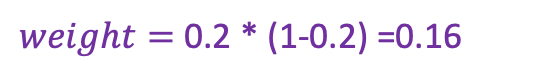 weight = 0.2 * (1-0.2) =0.16